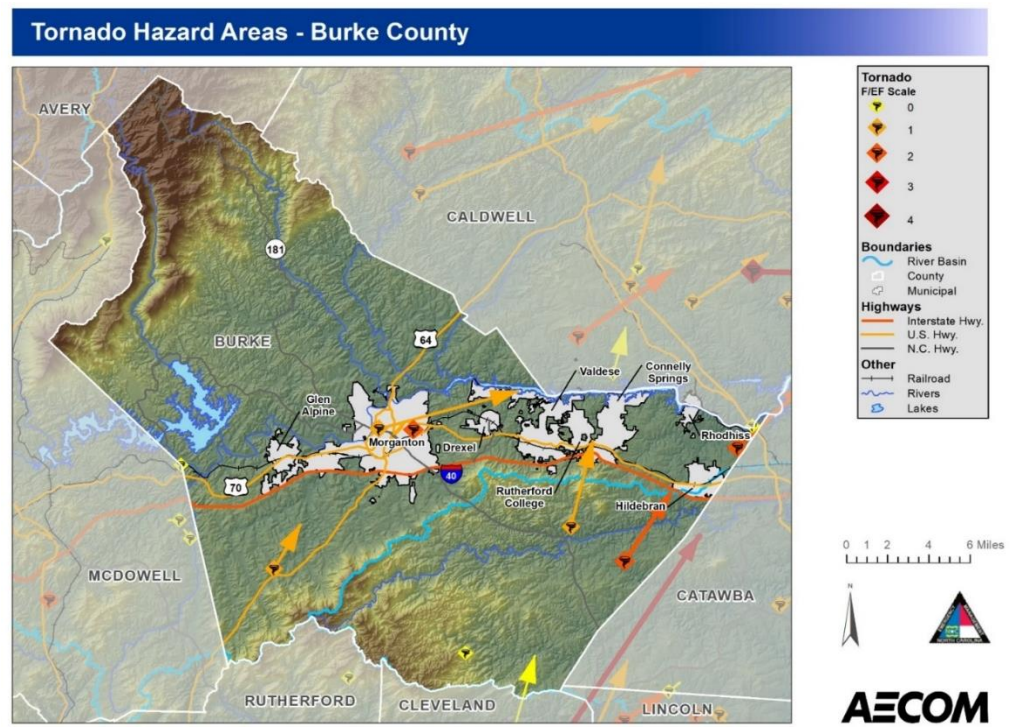 Tornado Hazard Areas - Burke County
AVERY
CALDWELL
181
BURKE
64
Valdese
Connelly
Springs
Glen
Alpine
Morganton
Drexel
Rhodhiss
40
70
Rutherford
College
Hildebran
MCDOWELL
CATAWBA
RUTHERFORD
CLEVELAND
LINCOLN
Tornado
F/EF Scale
0
1
2
3
4
Boundaries
River Basin
County
Municipal
Highways
Interstate Hwy.
U.S. Hwy.
N.C. Hwy.
Other
Railroad
Rivers
Lakes
0 1 2 4 6 Miles
N
NORTH CAROLINA
AECOM